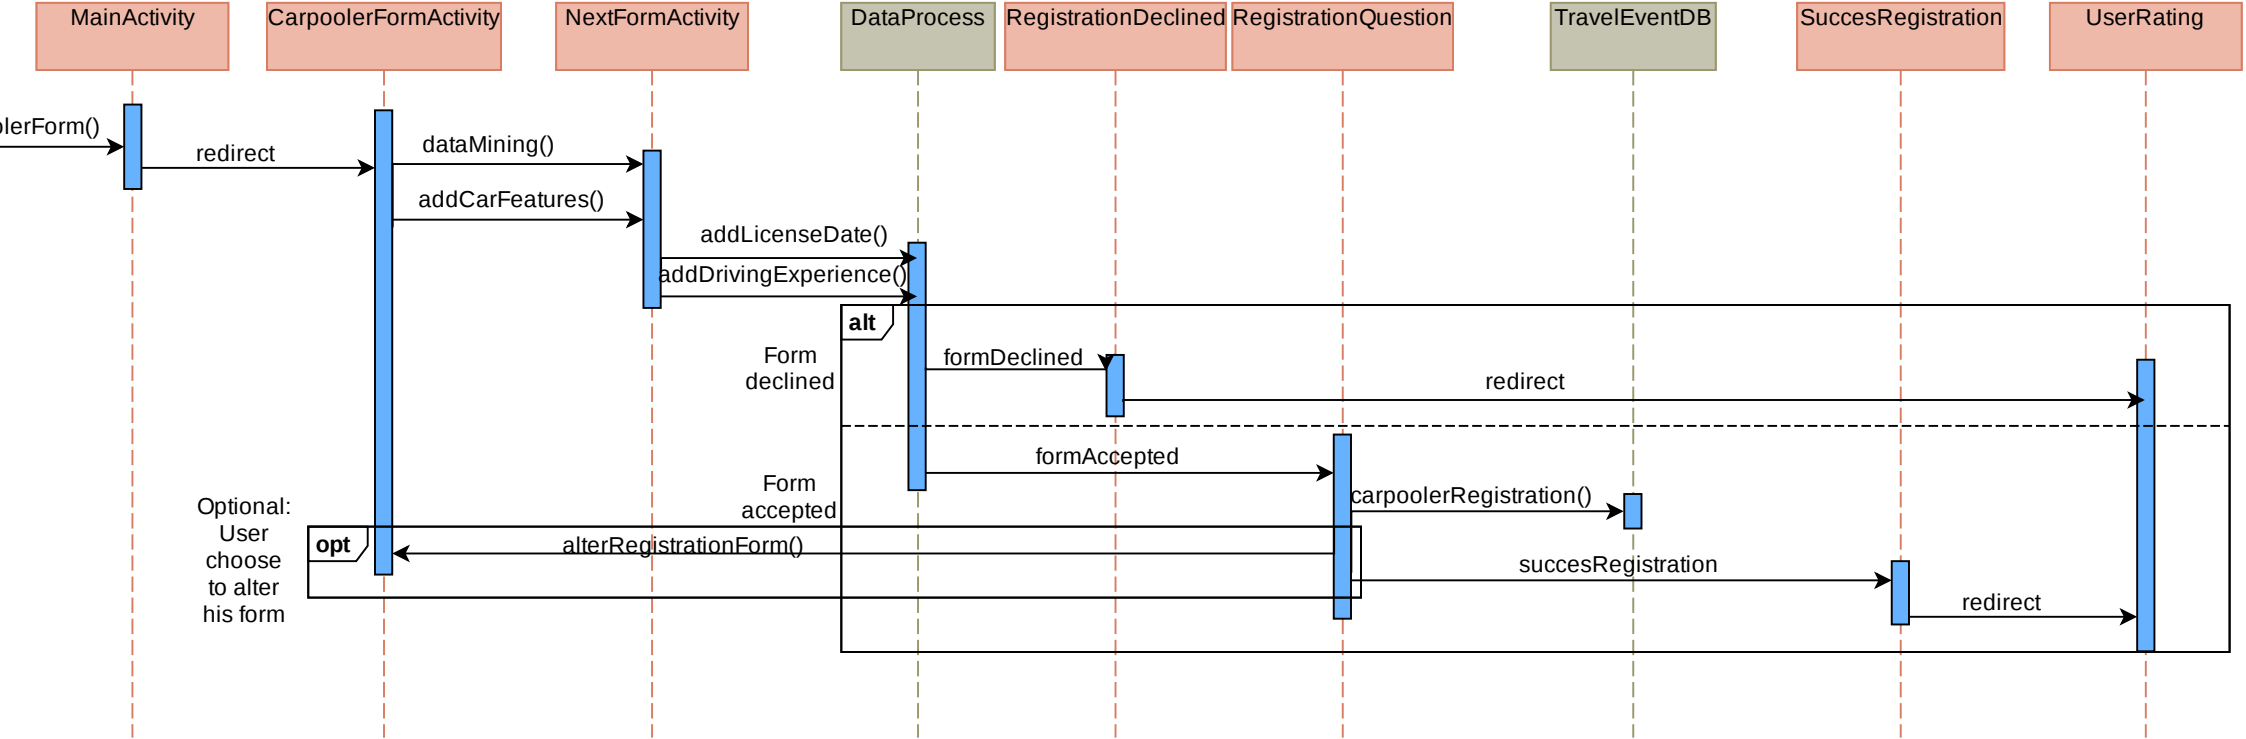 MainActivity
CarpoolerFormActivity
NextFormActivity
DataProcess
RegistrationDeclined
RegistrationQuestion
TravelEventDB
SuccesRegistration
UserRating
olerForm()
redirect
dataMining()
addCarFeatures()
addLicenseDate()
addDrivingExperience()
alt
Form
declined
formDeclined
redirect
formAccepted
Form
accepted
carpoolerRegistration()
Optional:
User
choose
to alter
his form
opt
alterRegistrationForm()
succesRegistration
redirect